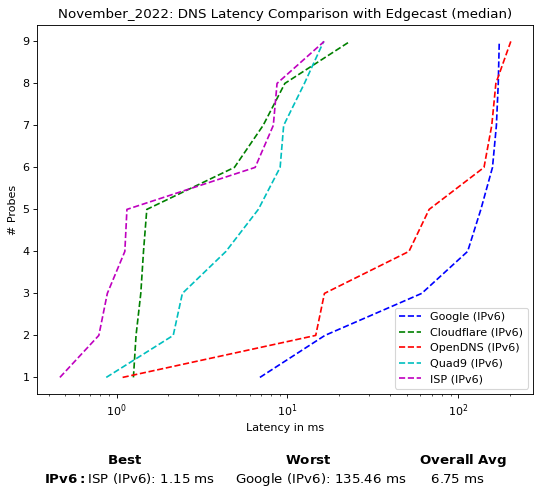 November_2022: DNS Latency Comparison with Edgecast (median)
9
8
7
6
5
4
3
2
1
# Probes
Google (IPv6)
Cloudflare (IPv6)
OpenDNS (IPv6)
Quad9 (IPv6)
ISP (IPv6)
10⁰ 10¹ 10²
Latency in ms
Best Worst Overall Avg
IPv6: ISP (IPv6): 1.15 ms Google (IPv6): 135.46 ms 6.75 ms